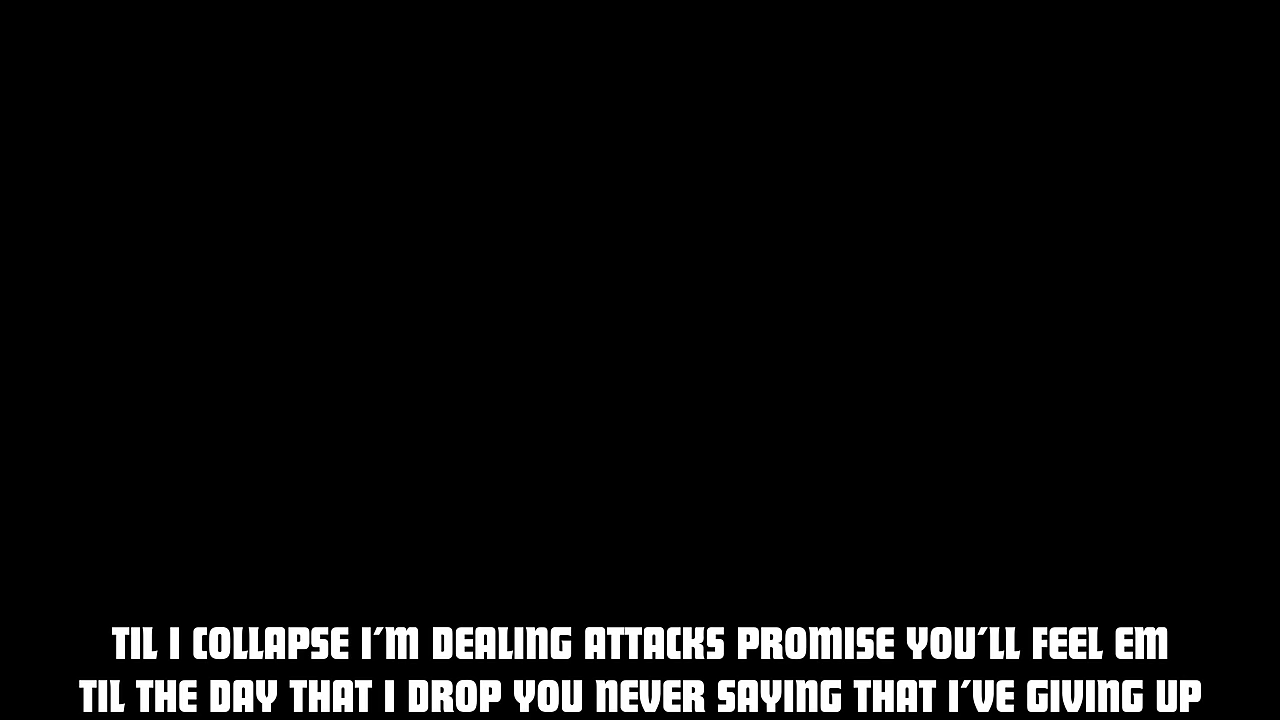 TIL I COLLAPSE I'M DEALING ATTACKS PROMISE YOU'LL FEEL EM
TIL THE DAY THAT I DROP YOU NEVER SAYING THAT I'VE GIVING UP